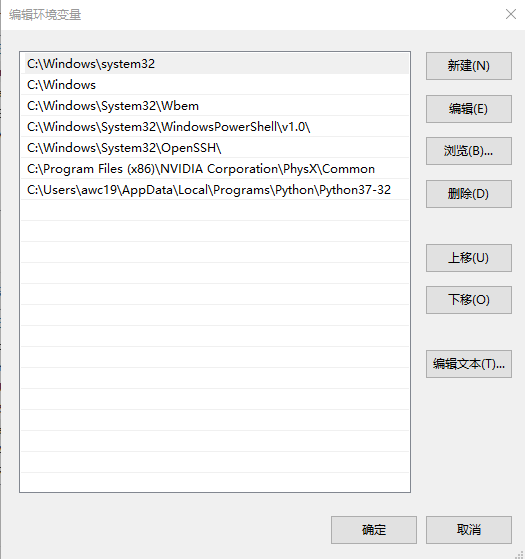 编辑环境变量
C:\Windows\system32
C:\Windows
C:\Windows\System32\Wbem
C:\Windows\System32\WindowsPowerShell\v1.0\
C:\Windows\System32\OpenSSH\
C:\Program Files (x86)\NVIDIA Corporation\PhysX\Common
C:\Users\awc19\AppData\Local\Programs\Python\Python37-32
新建(N)
编辑(E)
浏览(B)...
删除(D)
上移(U)
下移(O)
编辑文本(T)...
确定
取消